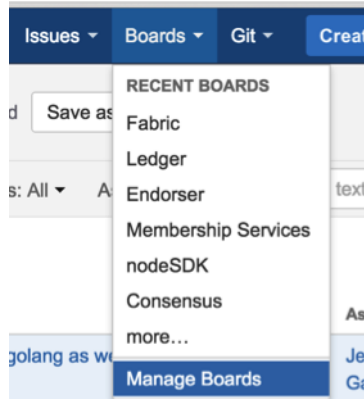 Issues Boards Git Creat
RECENT BOARDS
d Save as
Fabric
Ledger
s: All A Endorser text
Membership Services
nodeSDK
Consensus
As
more…
golang as we Je
Manage Boards Ga